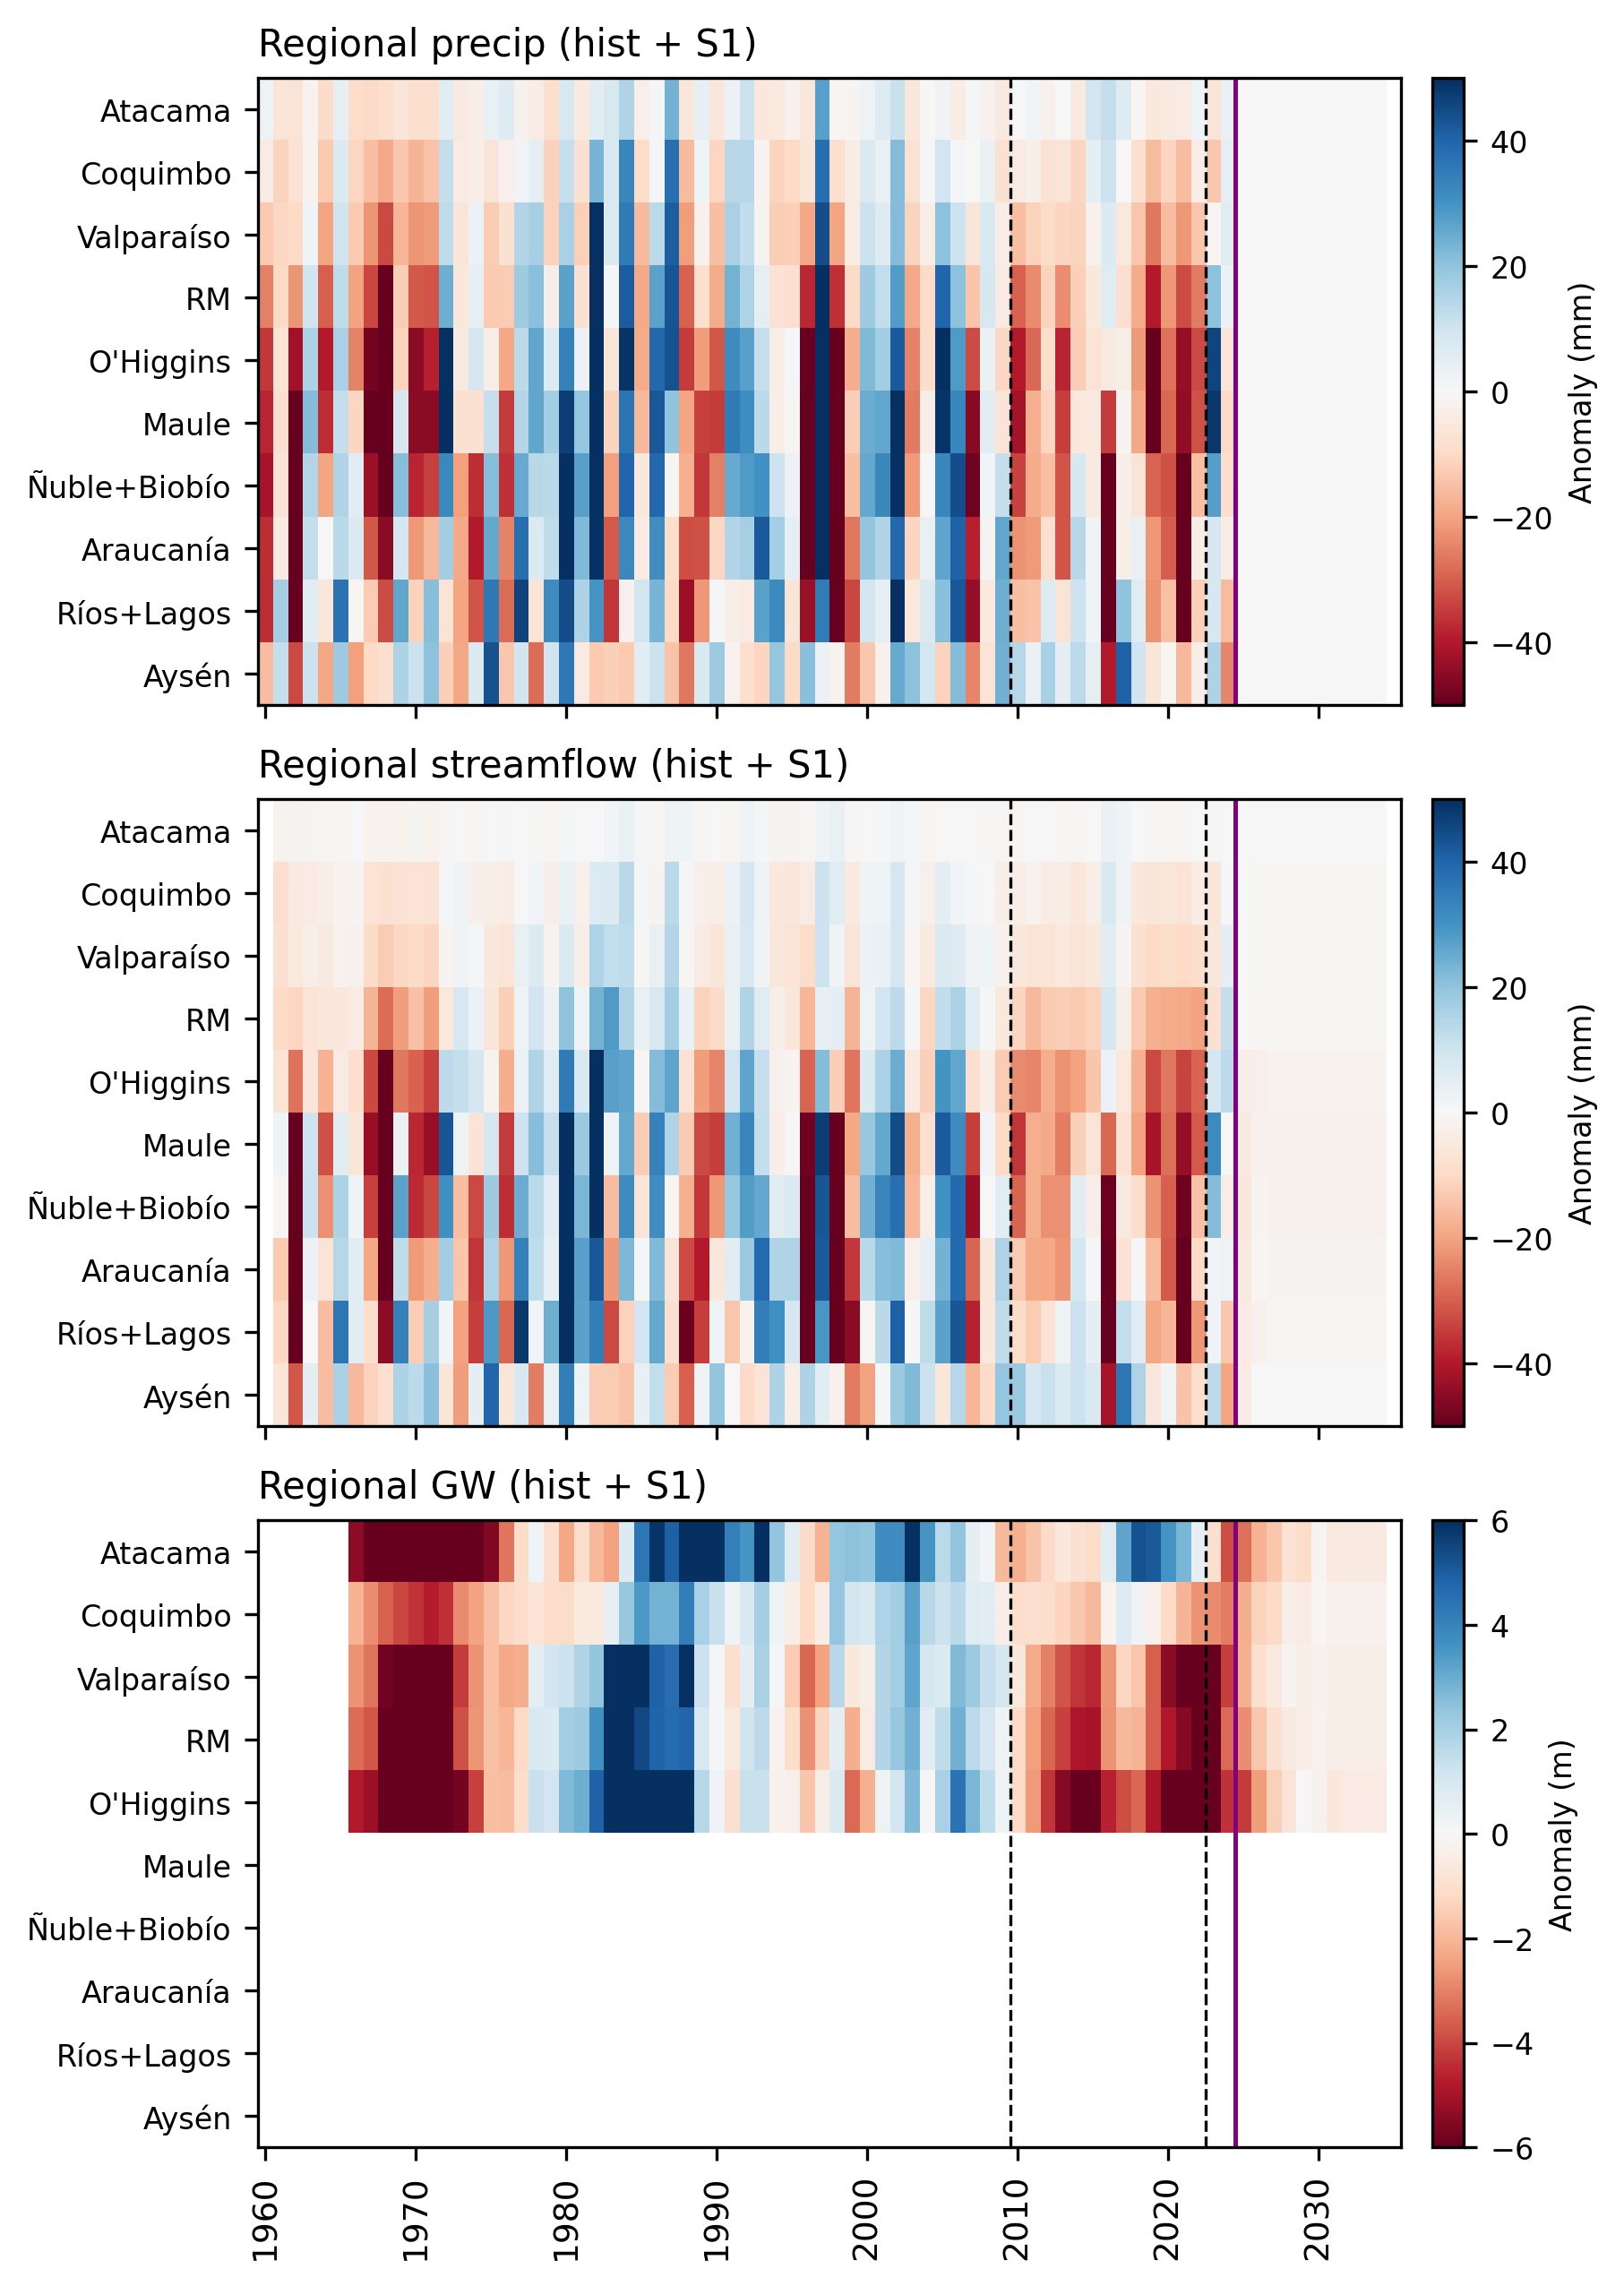 Regional precip (hist + S1)
Atacama
Coquimbo
Valparaíso
RM
O'Higgins
Maule
Ñuble+Biobío
Araucanía
Ríos+Lagos
Aysén
40
20
0
−20
−40
Anomaly (mm)
Regional streamflow (hist + S1)
Atacama
Coquimbo
Valparaíso
RM
O'Higgins
Maule
Ñuble+Biobío
Araucanía
Ríos+Lagos
Aysén
40
20
0
−20
−40
Anomaly (mm)
Regional GW (hist + S1)
Atacama
Coquimbo
Valparaíso
RM
O'Higgins
Maule
Ñuble+Biobío
Araucanía
Ríos+Lagos
Aysén
6
4
2
0
−2
−4
−6
Anomaly (m)
1960
1970
1980
1990
2000
2010
2020
2030